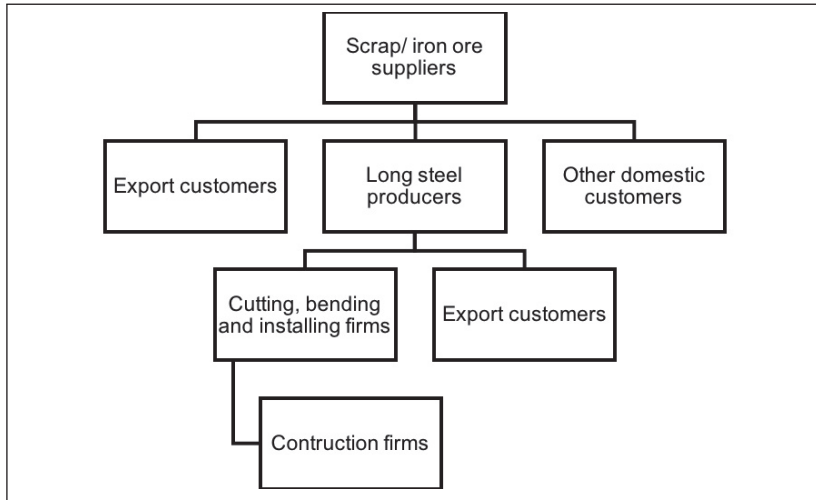 Scrap/ iron ore
suppliers
Export customers
Long steel
producers
Other domestic
customers
Cutting, bending
and installing firms
Export customers
Contruction firms